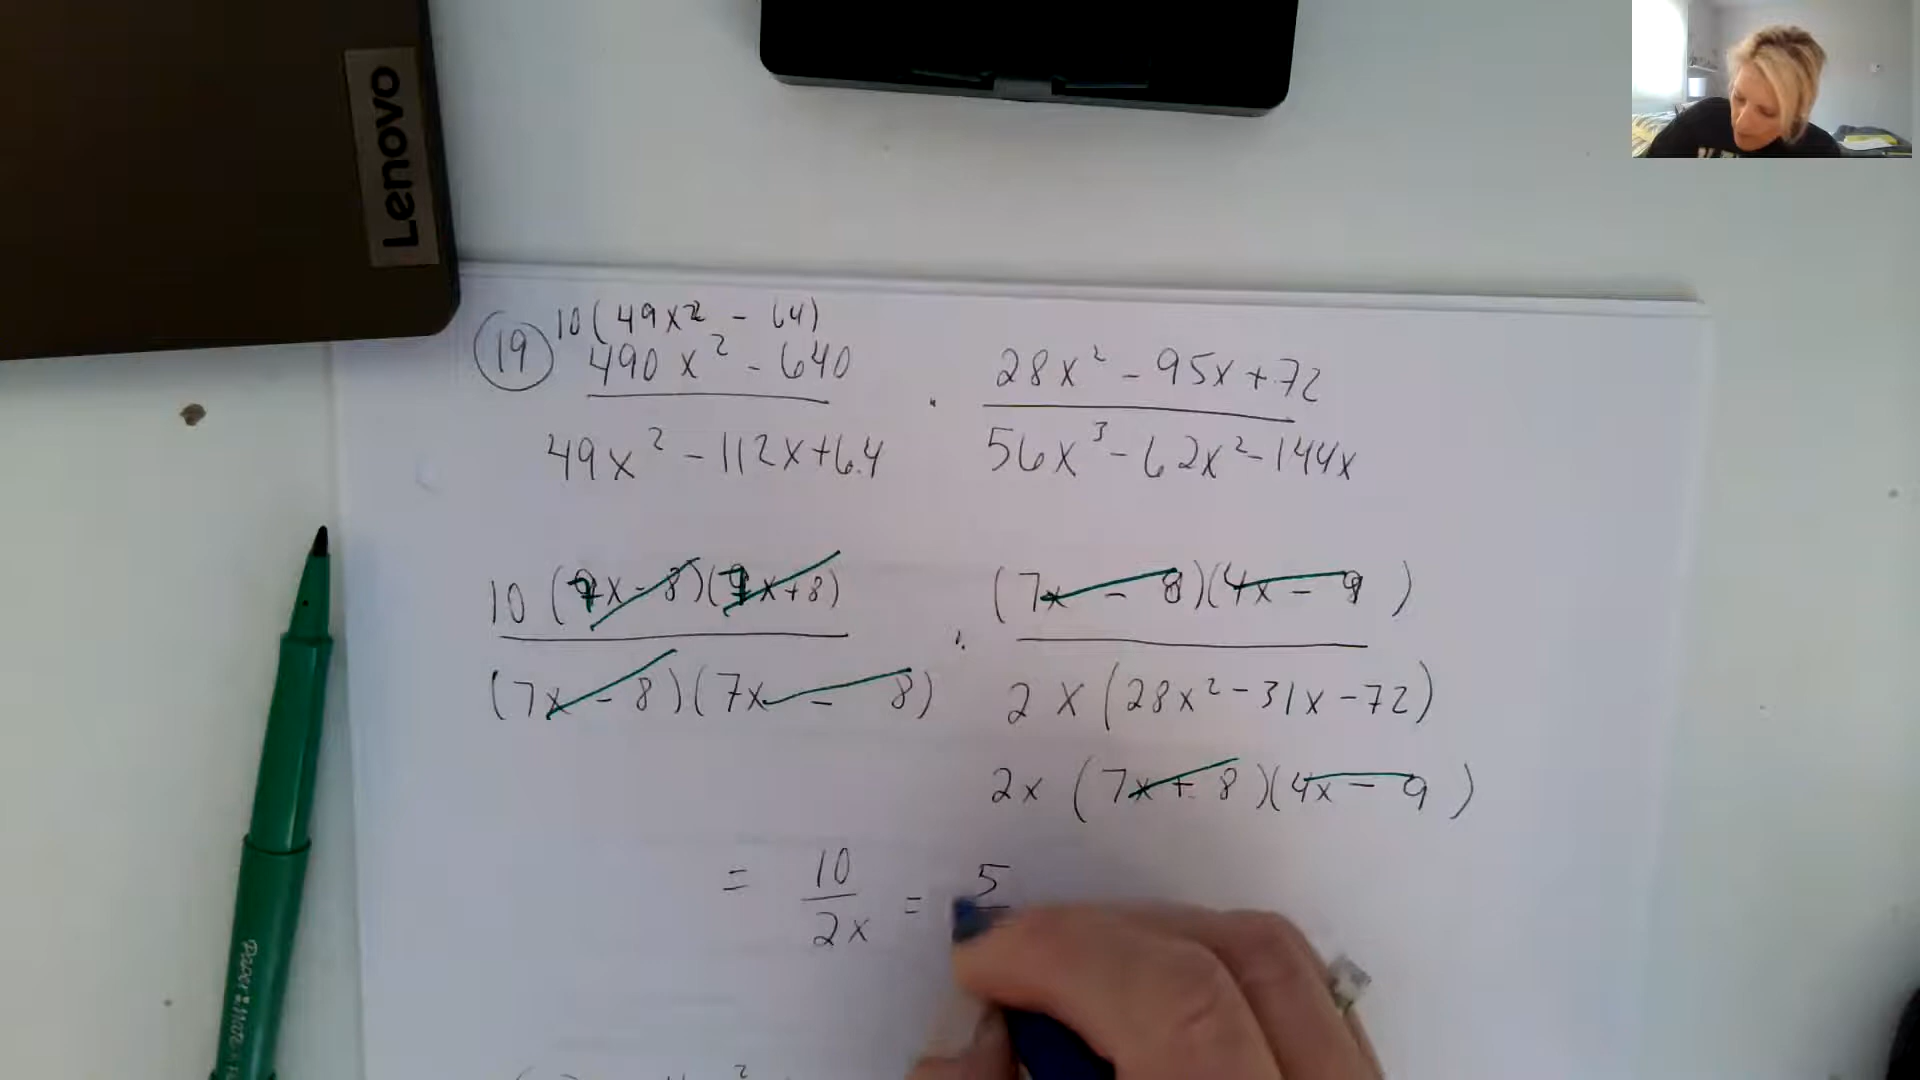 Lenovo
19
10(49x² - 64)
490x² - 640
49x² - 112x + 64
·
28x² - 95x + 72
56x³ - 62x² - 144x
10(7x - 8)(7x + 8)
(7x - 8)(7x - 8)
·
(7x - 8)(4x - 9)
2x(28x² - 31x - 72)
2x(7x + 8)(4x - 9)
= 10/2x = 5
Paper:Mate